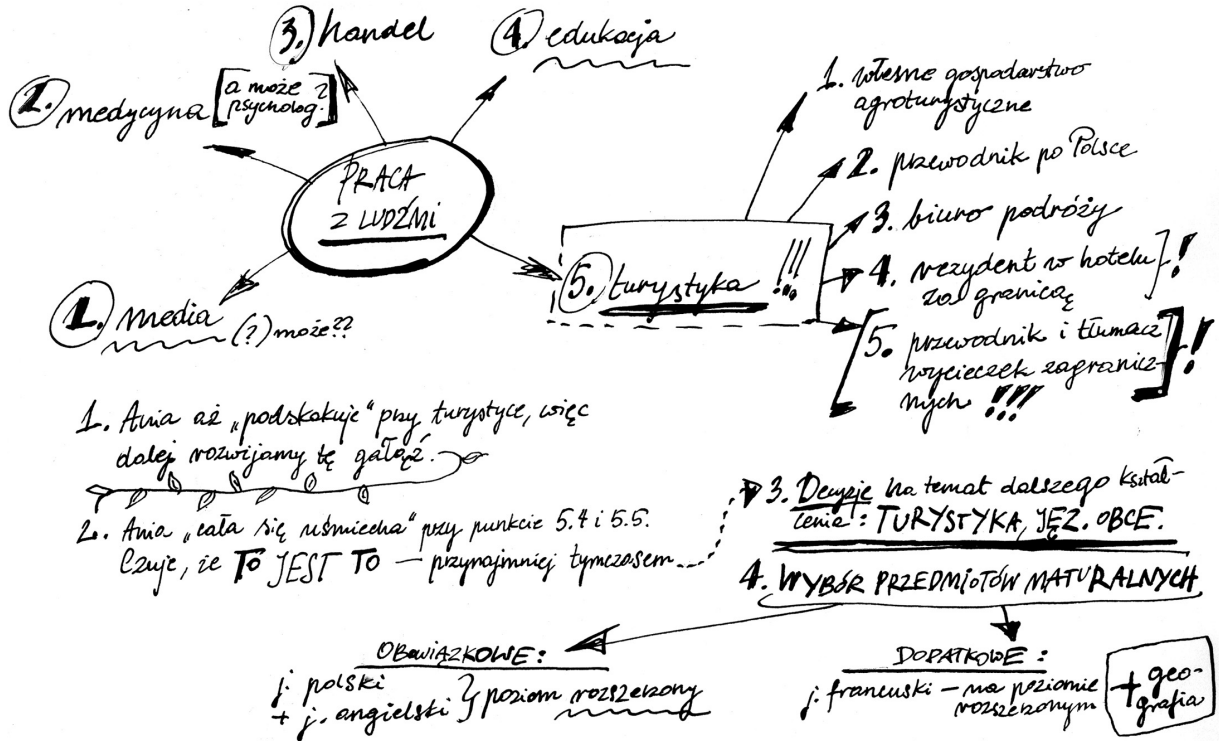 3. handel
4. edukacja
2. medycyna [a może ?
psycholog.]
PRACA
Z LUDŹMI
1. media
(?) może??
5. turystyka !!!
1. własne gospodarstwo
agroturystyczne
2. przewodnik po Polsce
3. biuro podróży
4. rezydent w hotelu
za granicą !
5. przewodnik i tłumacz
wycieczek zagranicz-
nych !!! !
1. Ania aż „podskakuje" przy turystyce, więc
dalej rozwijamy tę gałąź.
2. Ania „cała się uśmiecha" przy punkcie 5.4 i 5.5.
Czuje, że TO JEST TO — przynajmniej tymczasem...
3. Decyzje na temat dalszego kształ-
cenia: TURYSTYKA, JĘZ. OBCE.
4. WYBÓR PRZEDMIOTÓW MATURALNYCH
OBOWIĄZKOWE:
j. polski
+ j. angielski } poziom rozszerzony
DODATKOWE:
j. francuski — na poziomie
rozszerzonym
+ geo-
grafia